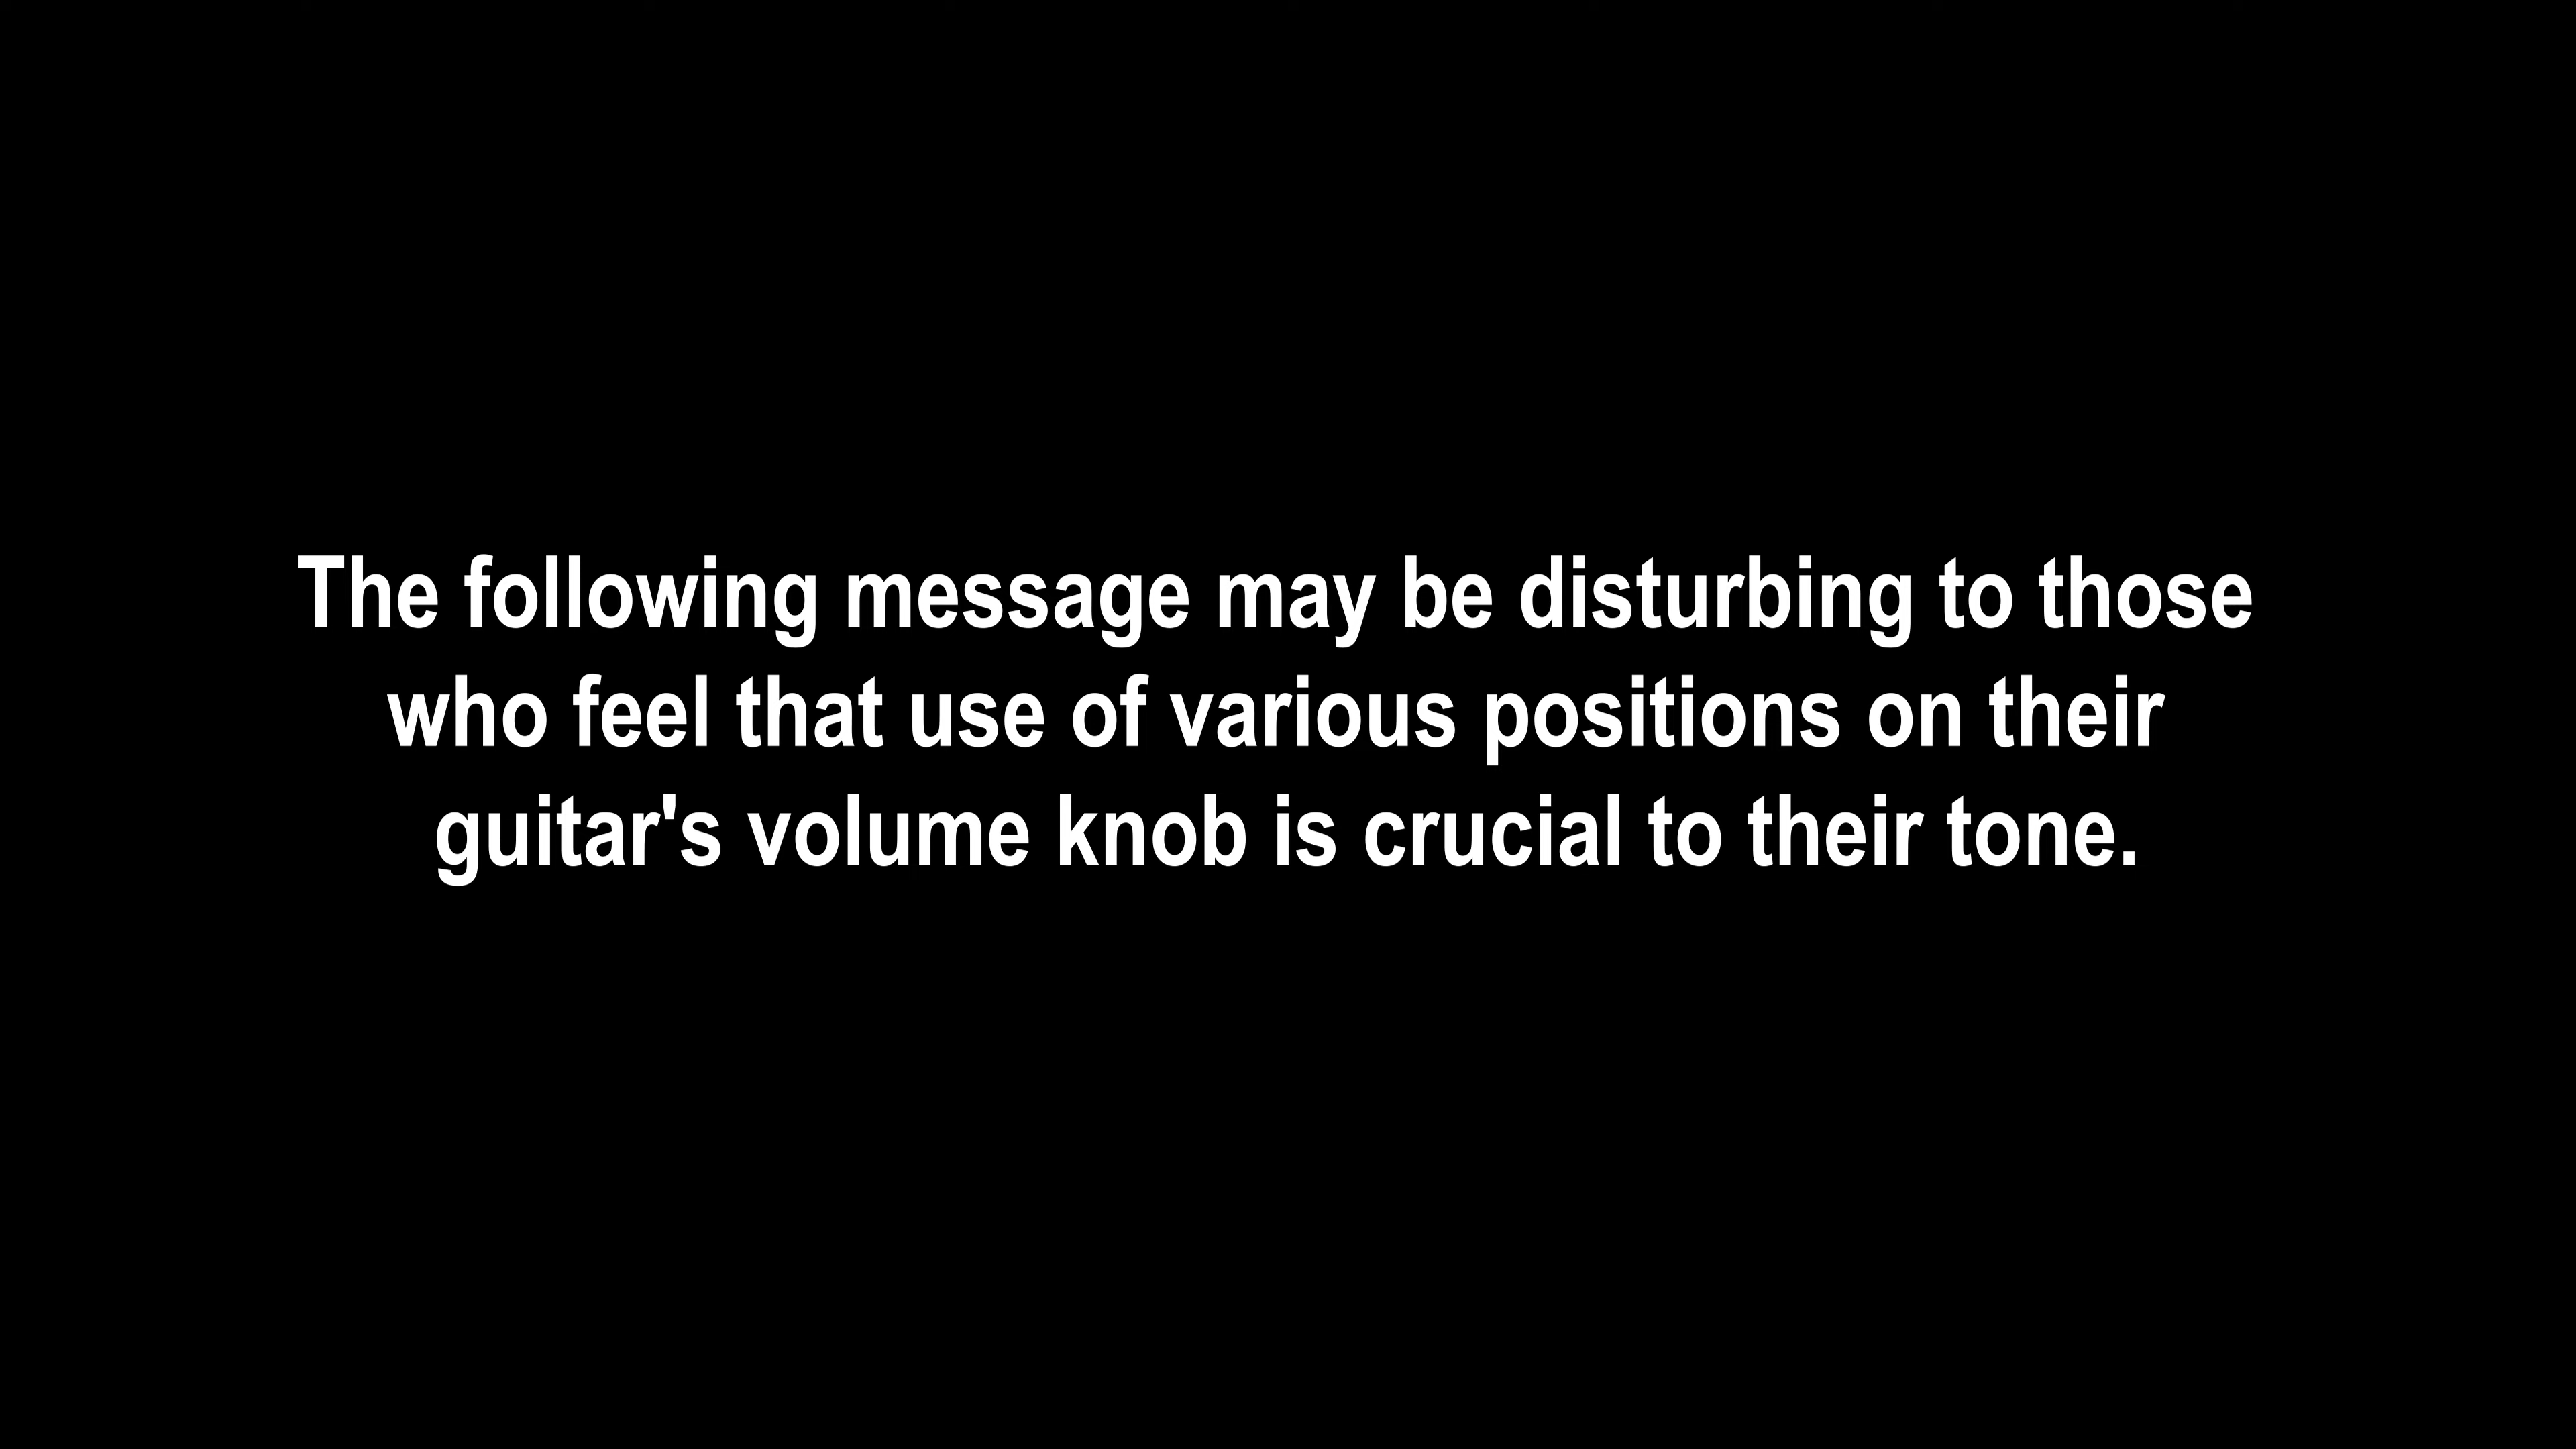 The following message may be disturbing to those
who feel that use of various positions on their
guitar's volume knob is crucial to their tone.